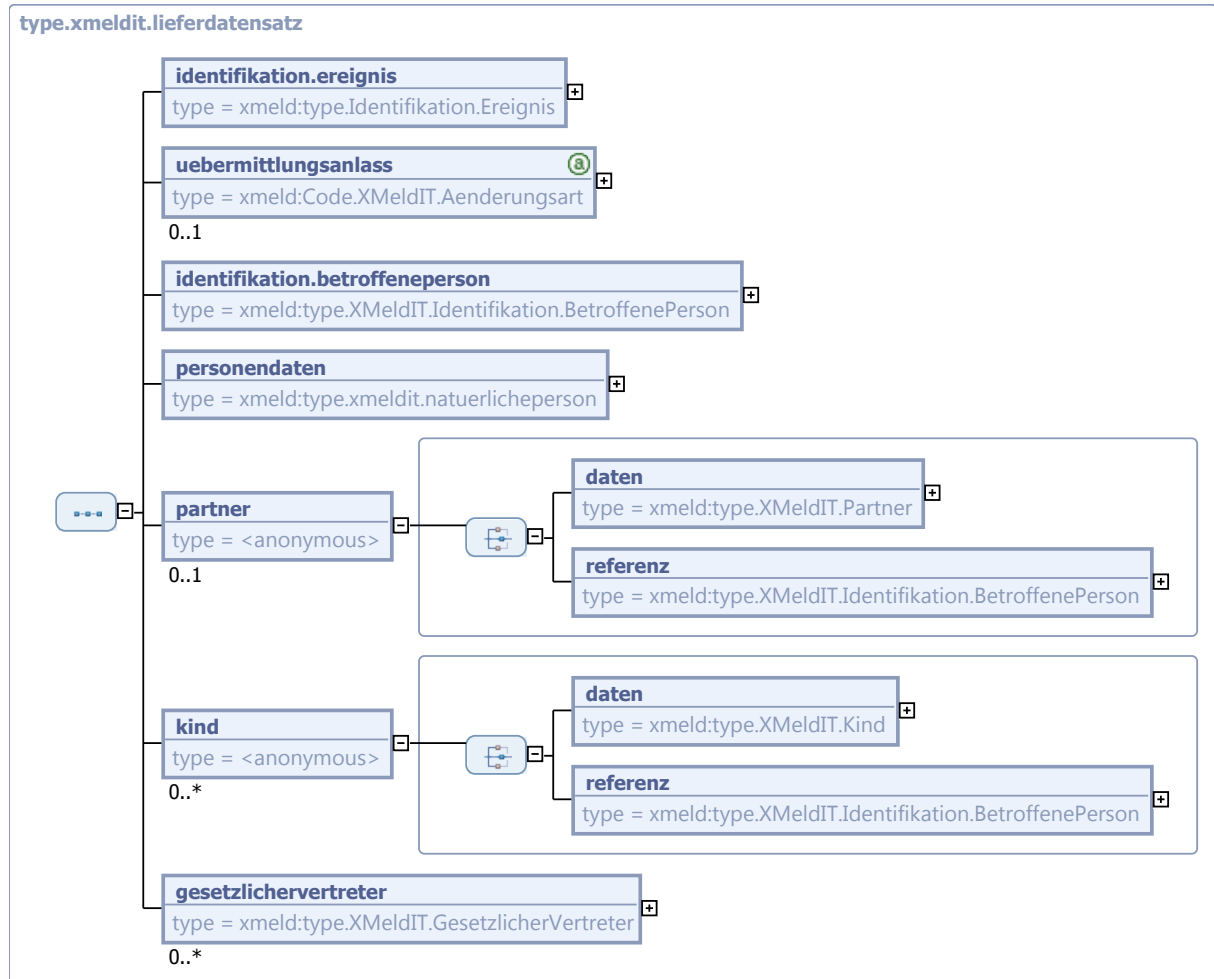 type.xmeldit.lieferdatensatz
identifikation.ereignis
type = xmeld:type.Identifikation.Ereignis
uebermittlungsanlass
a
type = xmeld:Code.XMeldIT.Aenderungsart
0..1
identifikation.betroffeneperson
type = xmeld:type.XMeldIT.Identifikation.BetroffenePerson
personendaten
type = xmeld:type.xmeldit.natuerlicheperson
partner
type = <anonymous>
0..1
daten
type = xmeld:type.XMeldIT.Partner
referenz
type = xmeld:type.XMeldIT.Identifikation.BetroffenePerson
kind
type = <anonymous>
0..*
daten
type = xmeld:type.XMeldIT.Kind
referenz
type = xmeld:type.XMeldIT.Identifikation.BetroffenePerson
gesetzlichervertreter
type = xmeld:type.XMeldIT.GesetzlicherVertreter
0..*